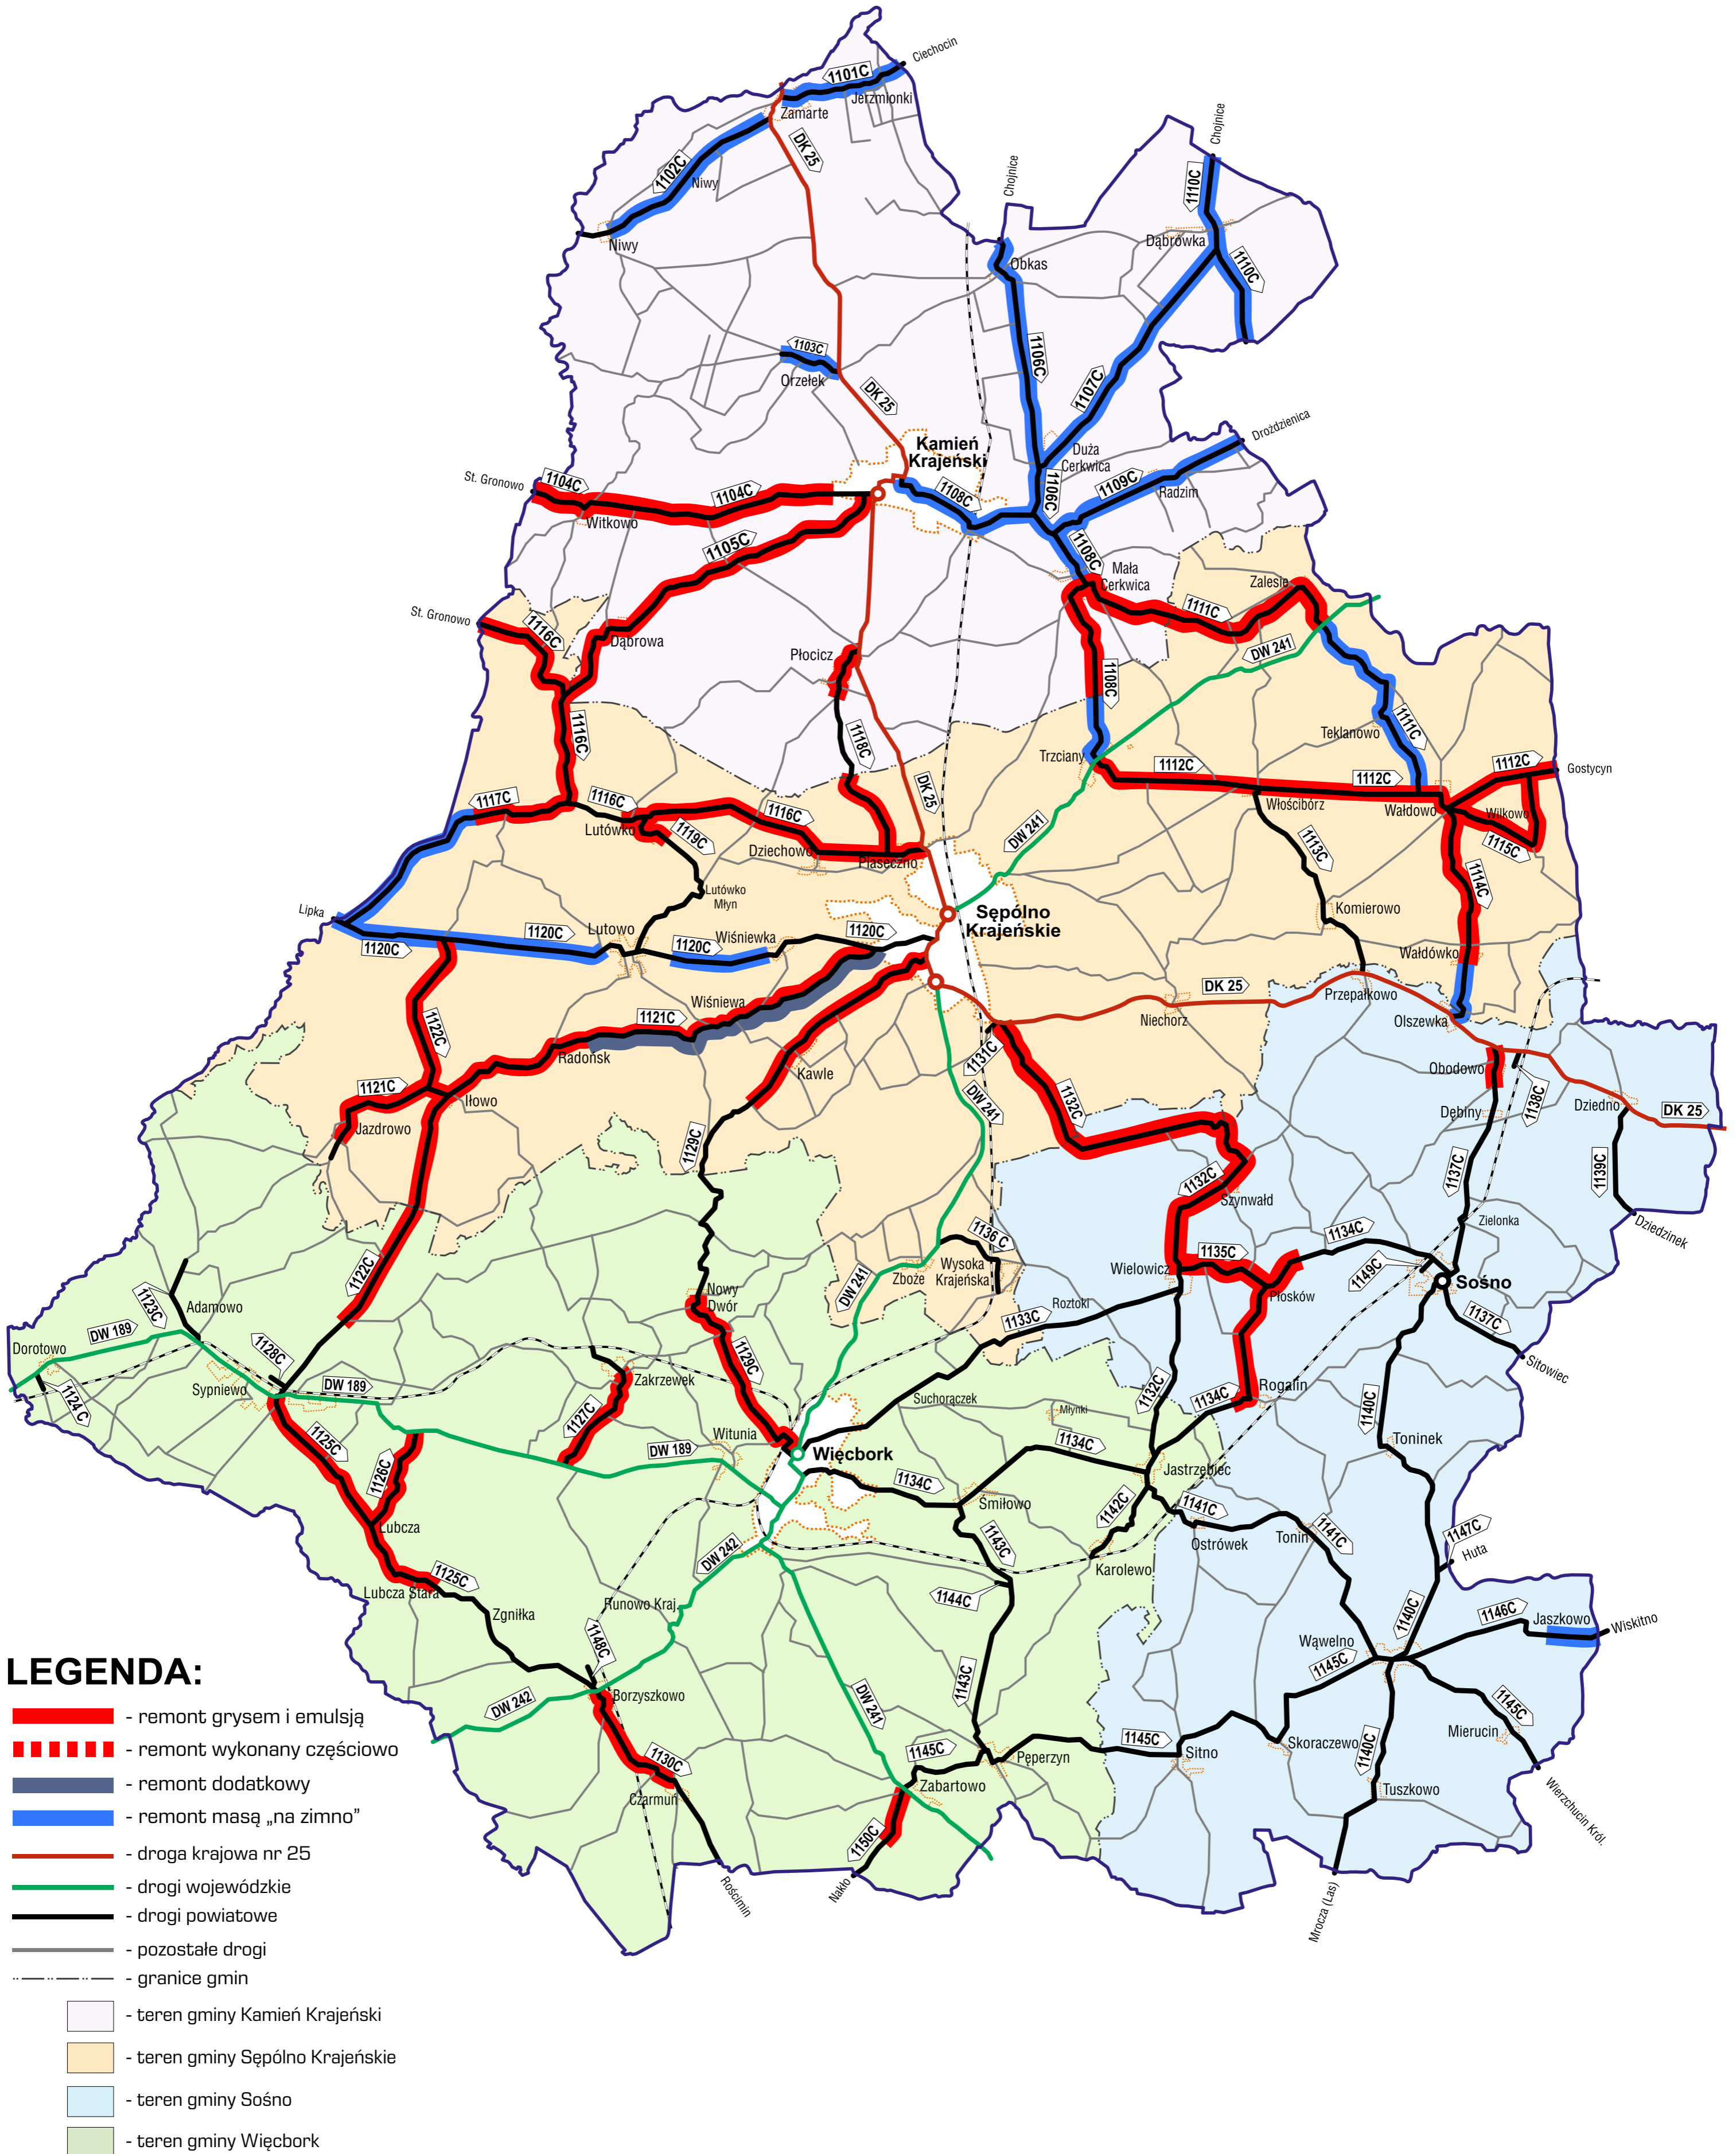 Ciechocin
1101C
Jerzmionki
Zamarte
DK 25
1102C
Niwy
Niwy
Chojnice
Chojnice
1110C
Dąbrówka
1110C
Obkas
1103C
Orzełek
DK 25
1106C
1107C
Kamień
Krajeński
Duża
Cerkwica
Drożdzienica
1109C
Radzim
1106C
1108C
St. Gronowo
1104C
1104C
Witkowo
1105C
1108C
Mała
Cerkwica
Zalesie
1111C
DW 241
St. Gronowo
1116C
Dąbrowa
Płocicz
1108C
1116C
1118C
Teklanowo
1111C
Trzciany
1112C
1112C
1112C
Gostycyn
DK 25
1117C
1116C
Lutówko
1116C
1119C
Dziechowo
Piaseczno
DW 241
Włościbórz
Wałdowo
Wilkowo
1115C
1113C
1114C
Lutówko
Młyn
Lipka
1120C
1120C
Lutowo
1120C
Wiśniewka
1120C
Sępólno
Krajeńskie
Komierowo
Wałdówko
DK 25
Przepałkowo
Niechorz
Olszewka
1122C
Wiśniewa
1121C
Radońsk
Kawle
1131C
1132C
DW 241
Obodowo
1138C
Dziedno
DK 25
1121C
Iłowo
Jazdrowo
Dębiny
1129C
1137C
1139C
1132C
Szynwałd
Zielonka
Dziedzinek
1136 C
Wysoka
Krajeńska
Zboże
1134C
1135C
Wielowicz
1149C
Sośno
Płosków
1122C
1123C
Adamowo
DW 189
Dorotowo
Nowy
Dwór
DW 241
Roztoki
1133C
1137C
Sitowiec
1128C
Sypniewo
DW 189
1124 C
1129C
Zakrzewek
1127C
Suchorączek
1132C
1134C
Rogalin
1140C
Młynki
1125C
1126C
Witunia
DW 189
Więcbork
1134C
Toninek
1134C
Jastrzębiec
Śmiłowo
Lubcza
1142C
1141C
Ostrówek
Tonin
1141C
1147C
Huta
1143C
DW 242
Karolewo
Lubcza Stara
1125C
1144C
Zgniłka
Runowo Kraj.
1140C
1146C
Jaszkowo
Wiskitno
1148C
Wąwelno
1145C
1143C
Borzyszkowo
DW 242
DW 241
1145C
Mierucin
1130C
Czarmuń
1145C
Pęperzyn
1145C
Sitno
Skoraczewo
1140C
Zabartowo
Tuszkowo
Wierzchucin Król.
1150C
Nakło
Rościmin
Mrocza (Las)
LEGENDA:
- remont grysem i emulsją
- remont wykonany częściowo
- remont dodatkowy
- remont masą „na zimno”
- droga krajowa nr 25
- drogi wojewódzkie
- drogi powiatowe
- pozostałe drogi
- granice gmin
- teren gminy Kamień Krajeński
- teren gminy Sępólno Krajeńskie
- teren gminy Sośno
- teren gminy Więcbork